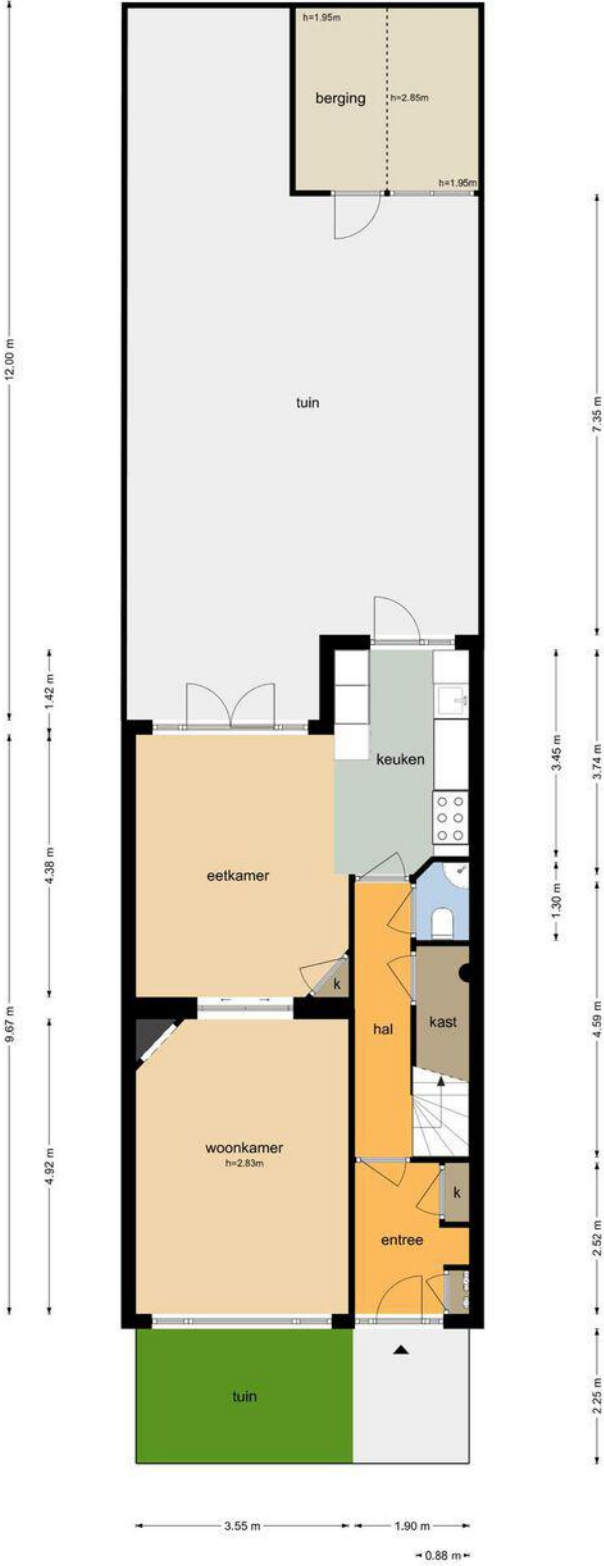 h=1.95m
berging
h=2.85m
h=1.95m
12.00 m
tuin
7.35 m
1.42 m
keuken
3.45 m
3.74 m
eetkamer
4.38 m
1.30 m
k
9.67 m
hal
kast
4.59 m
woonkamer
h=2.83m
4.92 m
k
entree
2.52 m
tuin
2.25 m
3.55 m
1.90 m
0.88 m